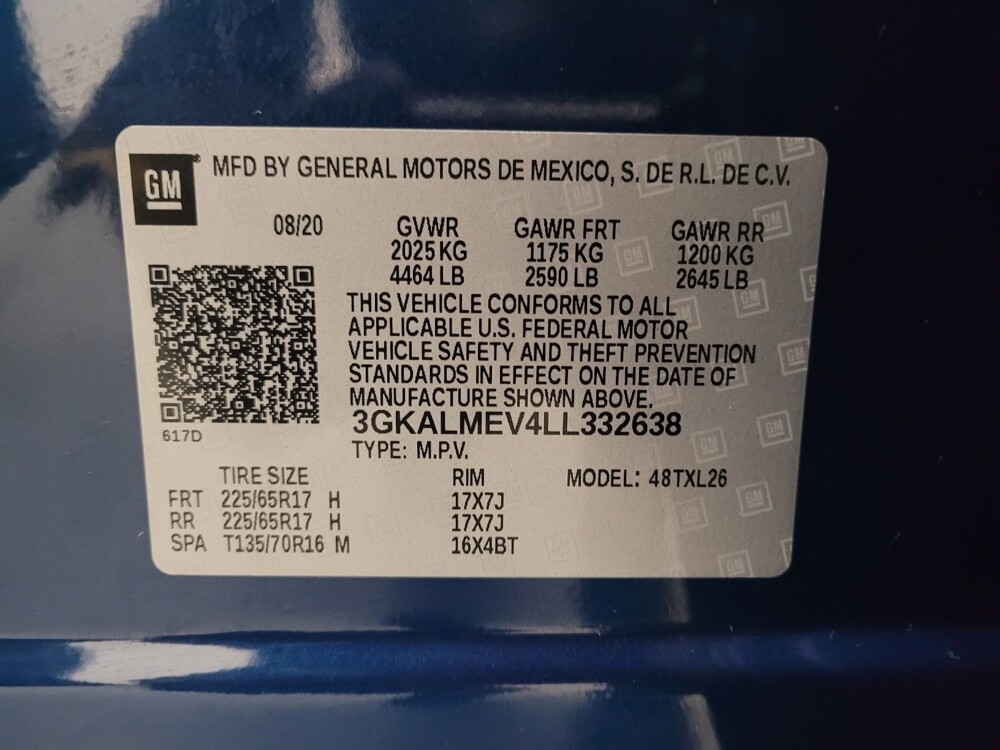 GM
MFD BY GENERAL MOTORS DE MEXICO, S. DE R.L. DE C.V.
08/20 GVWR GAWR FRT GAWR RR
2025 KG 1175 KG 1200 KG
4464 LB 2590 LB 2645 LB
THIS VEHICLE CONFORMS TO ALL
APPLICABLE U.S. FEDERAL MOTOR
VEHICLE SAFETY AND THEFT PREVENTION
STANDARDS IN EFFECT ON THE DATE OF
MANUFACTURE SHOWN ABOVE.
3GKALMEV4LL332638
617D
TYPE: M.P.V.
TIRE SIZE RIM MODEL: 48TXL26
FRT 225/65R17 H 17X7J
RR 225/65R17 H 17X7J
SPA T135/70R16 M 16X4BT